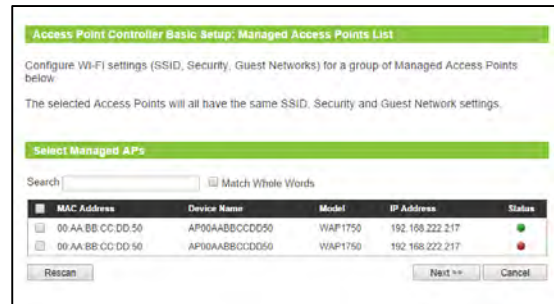 Access Point Controller Basic Setup: Managed Access Points List
Configure Wi-Fi settings (SSID, Security, Guest Networks) for a group of Managed Access Points
below.
The selected Access Points will all have the same SSID, Security and Guest Network settings.
Select Managed APs
Search Match Whole Words
MAC Address Device Name Model IP Address Status
00:AA:BB:CC:DD:50 AP00AABBCCDD50 WAP1750 192.168.222.217
00:AA:BB:CC:DD:50 AP00AABBCCDD50 WAP1750 192.168.222.217
Rescan Next >> Cancel